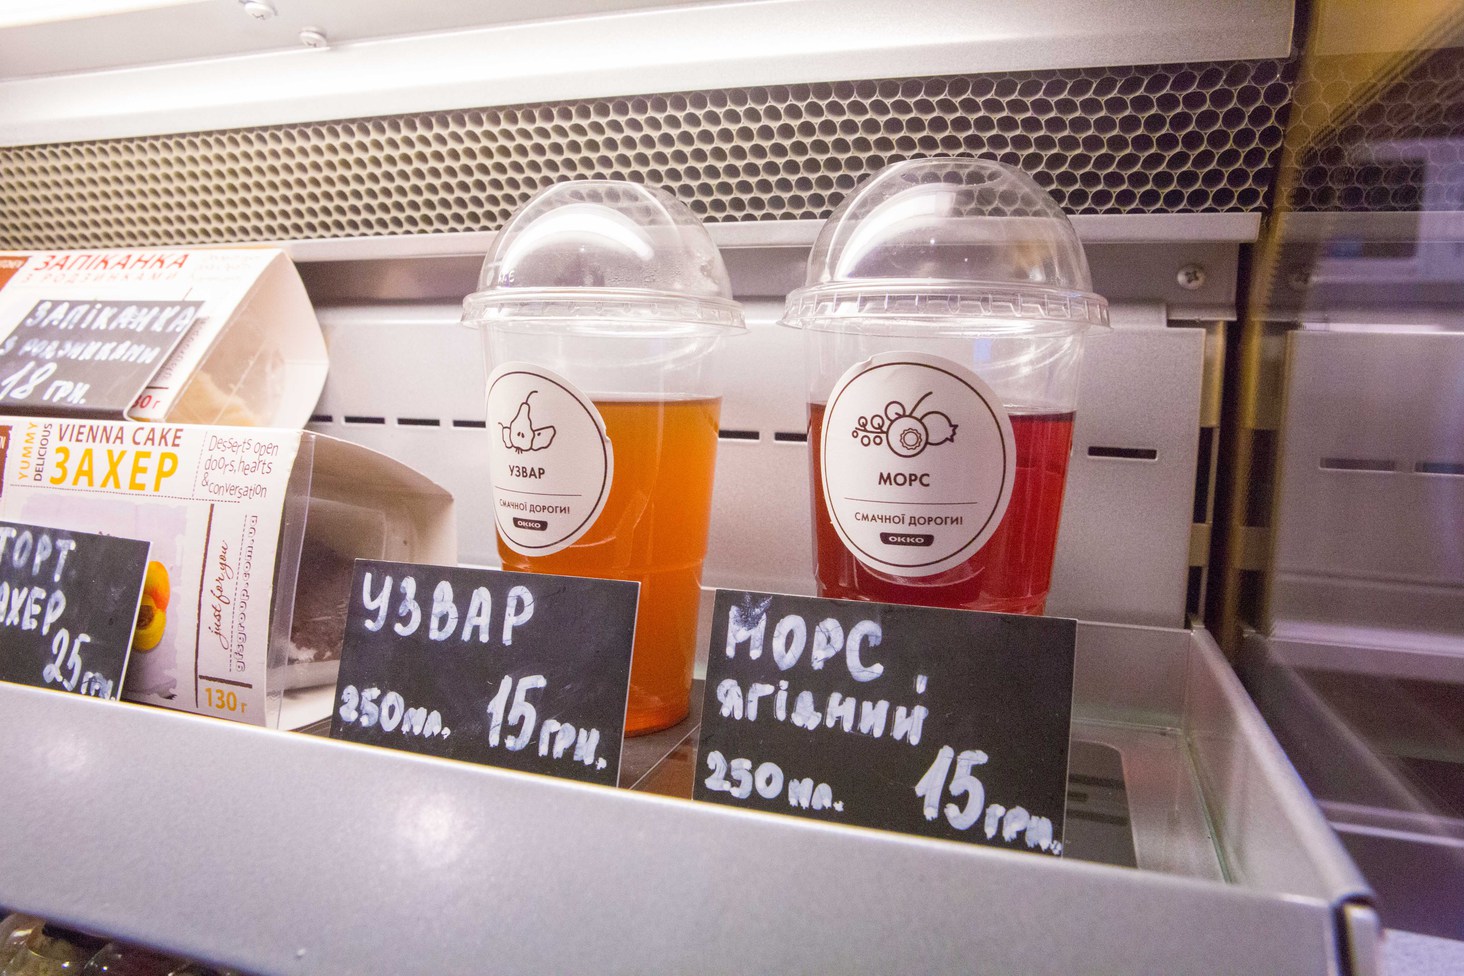 ЗАПІКАНКА
З РОДЗИНКАМИ
ЗАПІКАНКА
З РОДЗИНКАМИ
18 ГРН.
YUMMY
DELICIOUS
VIENNA CAKE
ЗАХЕР
Desserts open
doors, hearts
& conversation
just for you
130 г
ТОРТ
ЗАХЕР
25 ГРН
УЗВАР
СМАЧНОЇ ДОРОГИ!
OKKO
УЗВАР
250 МЛ. 15 ГРН.
МОРС
СМАЧНОЇ ДОРОГИ!
OKKO
МОРС
ЯГІДНИЙ
250 МЛ. 15 ГРН.